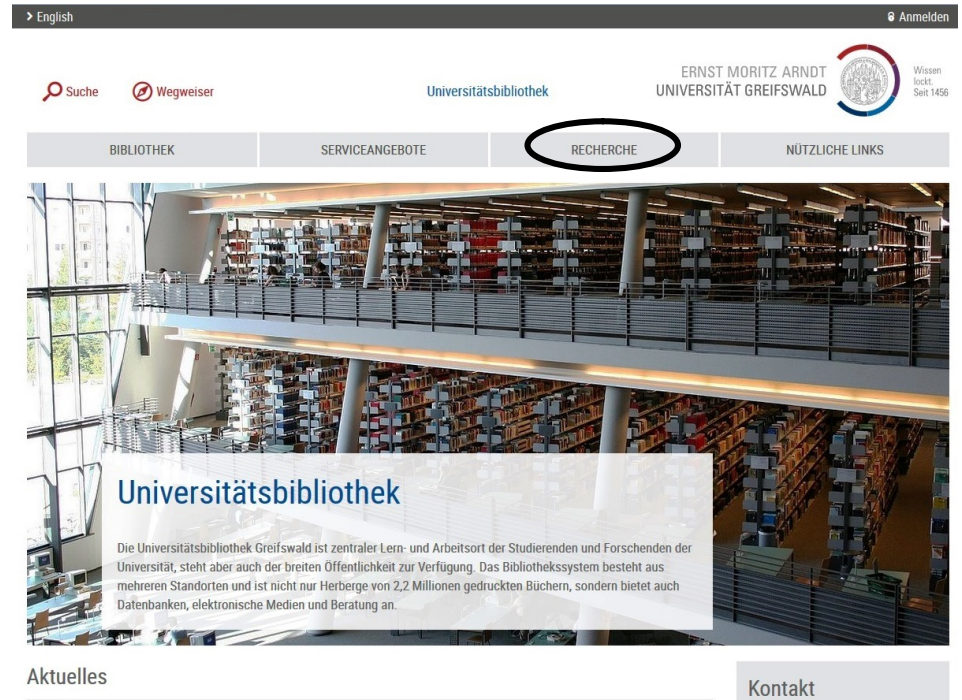 English
Anmelden
Suche
Wegweiser
Universitätsbibliothek
ERNST MORITZ ARNDT
UNIVERSITÄT GREIFSWALD
Wissen
lockt.
Seit 1456
BIBLIOTHEK
SERVICEANGEBOTE
RECHERCHE
NÜTZLICHE LINKS
Universitätsbibliothek
Die Universitätsbibliothek Greifswald ist zentraler Lern- und Arbeitsort der Studierenden und Forschenden der
Universität, steht aber auch der breiten Öffentlichkeit zur Verfügung. Das Bibliothekssystem besteht aus
mehreren Standorten und ist nicht nur Herberge von 2,2 Millionen gedruckten Büchern, sondern bietet auch
Datenbanken, elektronische Medien und Beratung an.
Aktuelles
Kontakt